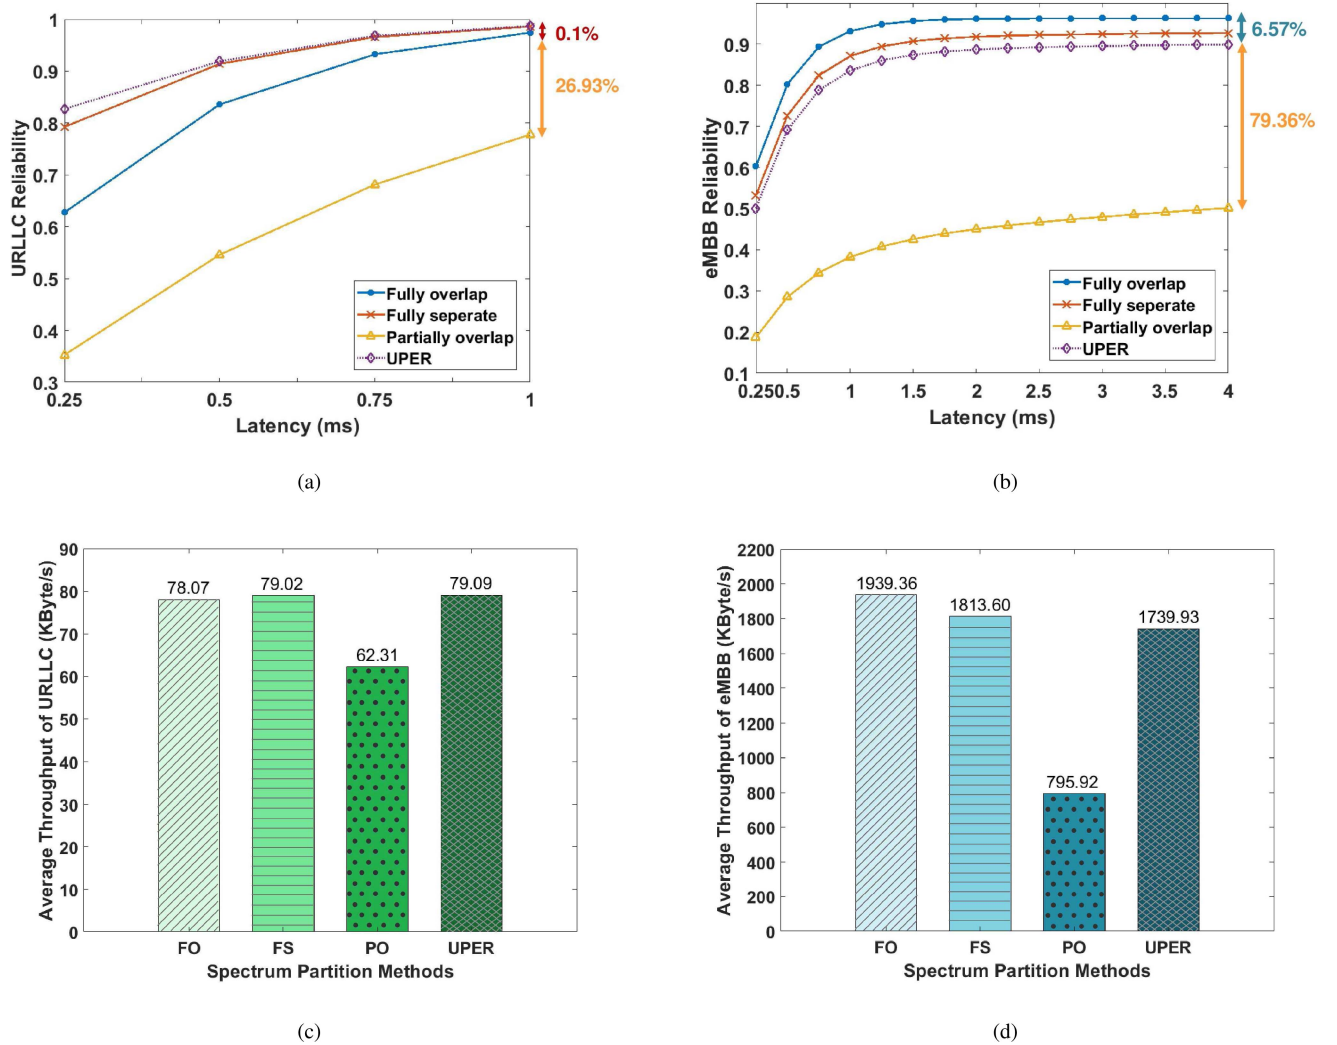 1
0.9
0.8
0.7
0.6
0.5
0.4
0.3
URLLC Reliability
0.1%
26.93%
Fully overlap
Fully seperate
Partially overlap
UPER
0.25 0.5 0.75 1
Latency (ms)
(a)
0.9
0.8
0.7
0.6
0.5
0.4
0.3
0.2
0.1
eMBB Reliability
6.57%
79.36%
Fully overlap
Fully seperate
Partially overlap
UPER
0.25 0.5 1 1.5 2 2.5 3 3.5 4
Latency (ms)
(b)
90
80
70
60
50
40
30
20
10
0
Average Throughput of URLLC (KByte/s)
78.07 79.02 62.31 79.09
FO FS PO UPER
Spectrum Partition Methods
(c)
2200
2000
1800
1600
1400
1200
1000
800
600
400
200
0
Average Throughput of eMBB (KByte/s)
1939.36 1813.60 795.92 1739.93
FO FS PO UPER
Spectrum Partition Methods
(d)